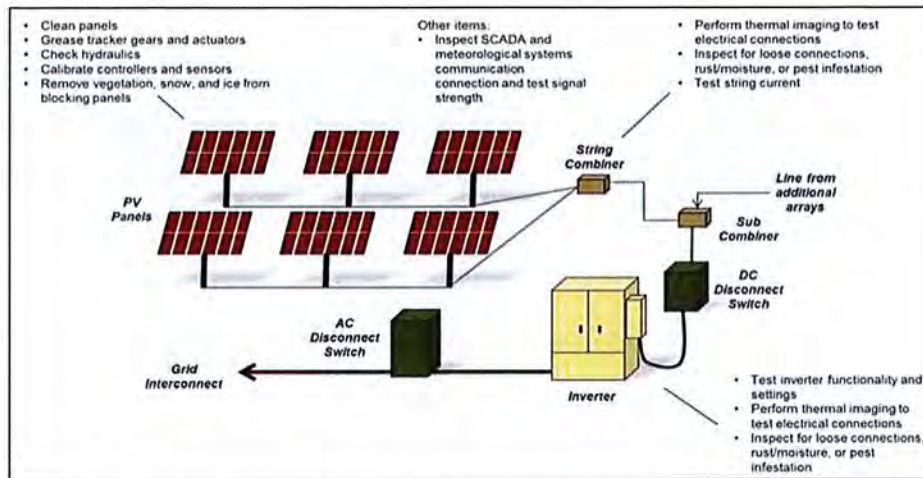 • Clean panels
• Grease tracker gears and actuators
• Check hydraulics
• Calibrate controllers and sensors
• Remove vegetation, snow, and ice from
blocking panels
Other items:
• Inspect SCADA and
meteorological systems
communication
connection and test signal
strength
• Perform thermal imaging to test
electrical connections
• Inspect for loose connections,
rust/moisture, or pest infestation
• Test string current
String
Combiner
Line from
additional
arrays
PV
Panels
Sub
Combiner
DC
Disconnect
Switch
AC
Disconnect
Switch
Grid
Interconnect
Inverter
• Test inverter functionality and
settings
• Perform thermal imaging to
test electrical connections
• Inspect for loose connections,
rust/moisture, or pest
infestation